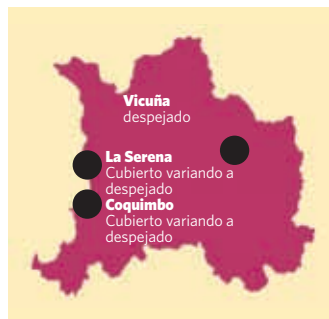 Vicuña
despejado
La Serena
Cubierto variando a
despejado
Coquimbo
Cubierto variando a
despejado